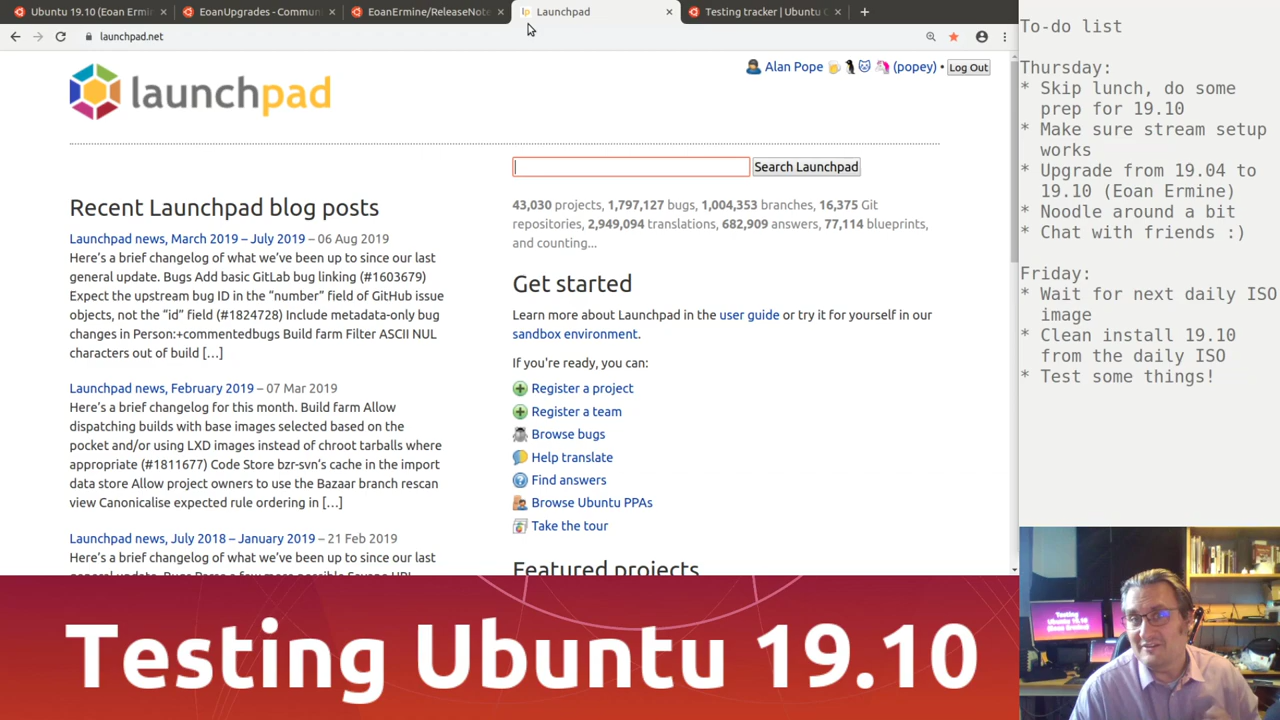 Ubuntu 19.10 (Eoan Ermi
EoanUpgrades - Commun
EoanErmine/ReleaseNote
Launchpad
Testing tracker | Ubuntu C
launchpad.net
launchpad
Alan Pope (popey) • Log Out
Search Launchpad
43,030 projects, 1,797,127 bugs, 1,004,353 branches, 16,375 Git
repositories, 2,949,094 translations, 682,909 answers, 77,114 blueprints,
and counting...
Recent Launchpad blog posts
Launchpad news, March 2019 – July 2019 – 06 Aug 2019
Here’s a brief changelog of what we’ve been up to since our last
general update. Bugs Add basic GitLab bug linking (#1603679)
Expect the upstream bug ID in the “number” field of GitHub issue
objects, not the “id” field (#1824728) Include metadata-only bug
changes in Person:+commentedbugs Build farm Filter ASCII NUL
characters out of build […]
Launchpad news, February 2019 – 07 Mar 2019
Here’s a brief changelog for this month. Build farm Allow
dispatching builds with base images selected based on the
pocket and/or using LXD images instead of chroot tarballs where
appropriate (#1811677) Code Store bzr-svn’s cache in the import
data store Allow project owners to use the Bazaar branch rescan
view Canonicalise expected rule ordering in […]
Launchpad news, July 2018 – January 2019 – 21 Feb 2019
Here’s a brief changelog of what we’ve been up to since our last
Get started
Learn more about Launchpad in the user guide or try it for yourself in our
sandbox environment.
If you're ready, you can:
Register a project
Register a team
Browse bugs
Help translate
Find answers
Browse Ubuntu PPAs
Take the tour
Featured projects
To-do list
Thursday:
* Skip lunch, do some
prep for 19.10
* Make sure stream setup
works
* Upgrade from 19.04 to
19.10 (Eoan Ermine)
* Noodle around a bit
* Chat with friends :)
Friday:
* Wait for next daily ISO
image
* Clean install 19.10
from the daily ISO
* Test some things!
Testing Ubuntu 19.10
Testing
Ubuntu 19.10